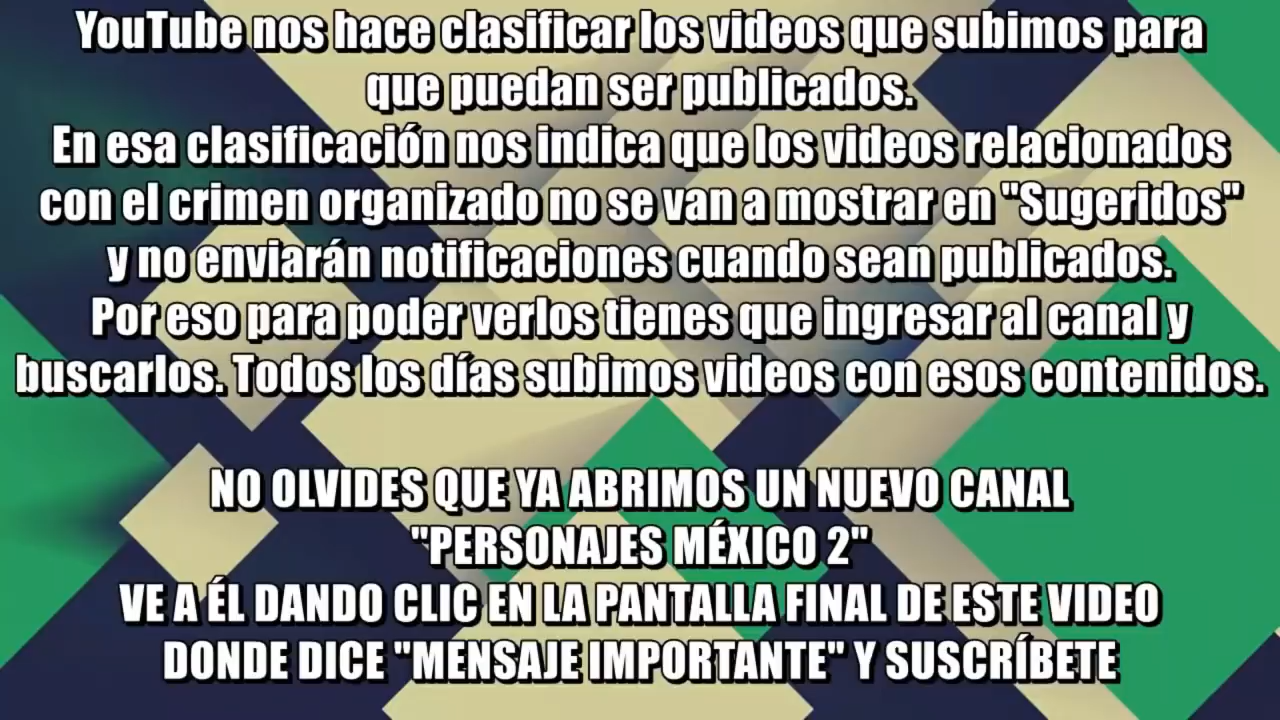 YouTube nos hace clasificar los videos que subimos para
que puedan ser publicados.
En esa clasificación nos indica que los videos relacionados
con el crimen organizado no se van a mostrar en "Sugeridos"
y no enviarán notificaciones cuando sean publicados.
Por eso para poder verlos tienes que ingresar al canal y
buscarlos. Todos los días subimos videos con esos contenidos.
NO OLVIDES QUE YA ABRIMOS UN NUEVO CANAL
"PERSONAJES MÉXICO 2"
VE A ÉL DANDO CLIC EN LA PANTALLA FINAL DE ESTE VIDEO
DONDE DICE "MENSAJE IMPORTANTE" Y SUSCRÍBETE